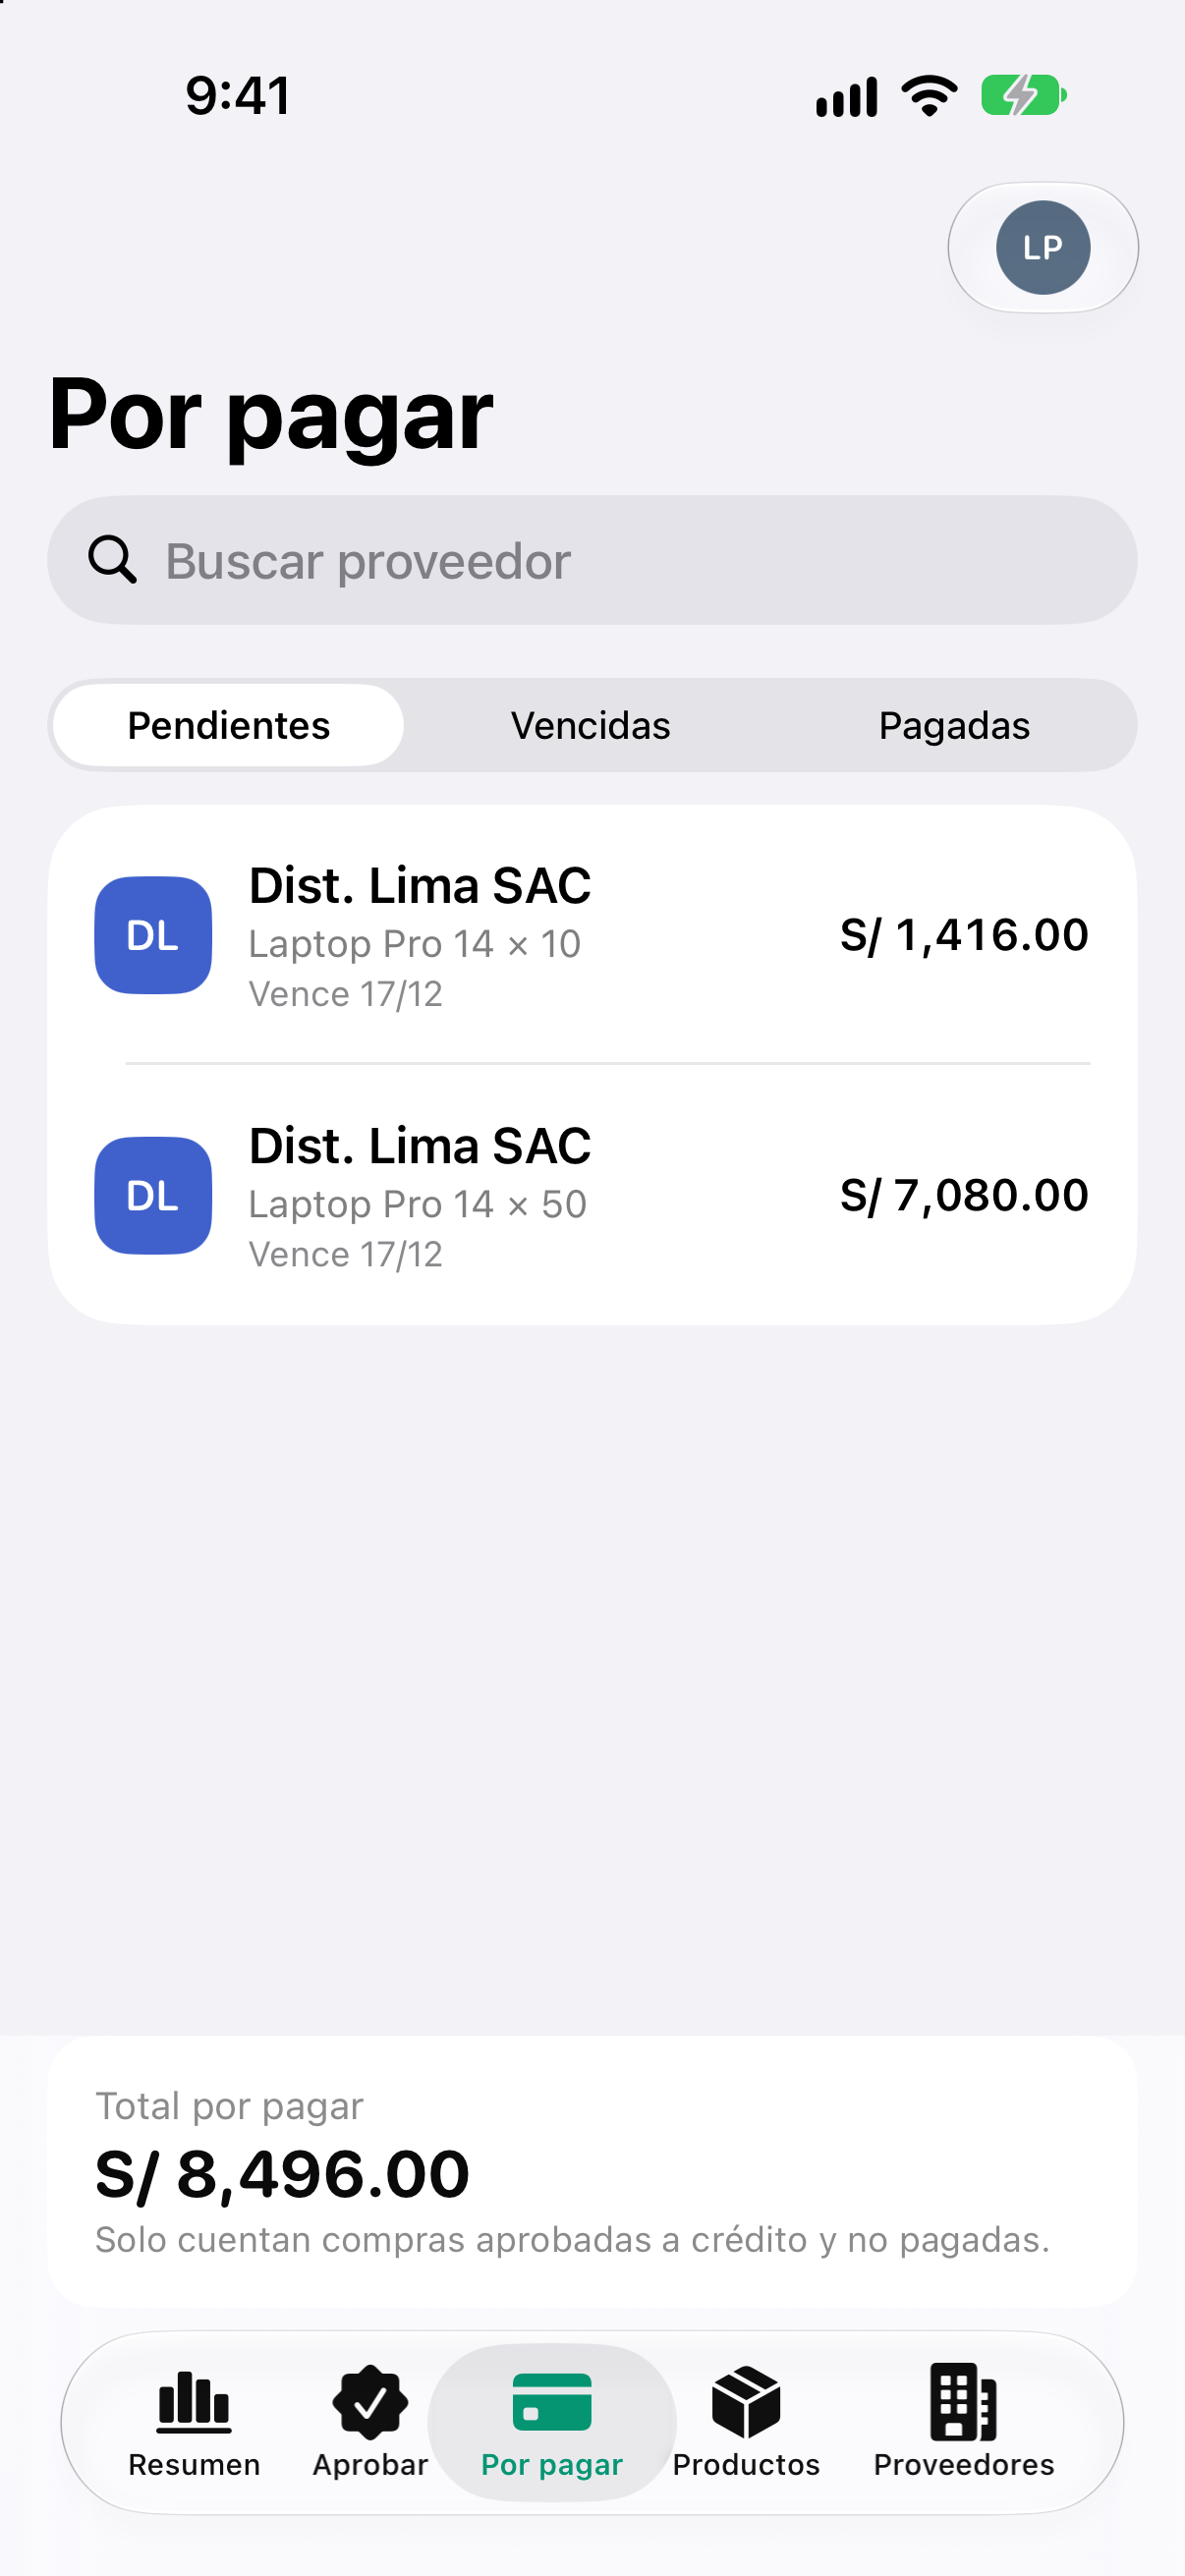 9:41
LP
Por pagar
Buscar proveedor
Pendientes Vencidas Pagadas
DL
Dist. Lima SAC
Laptop Pro 14 × 10
Vence 17/12
S/ 1,416.00
DL
Dist. Lima SAC
Laptop Pro 14 × 50
Vence 17/12
S/ 7,080.00
Total por pagar
S/ 8,496.00
Solo cuentan compras aprobadas a crédito y no pagadas.
Resumen Aprobar Por pagar Productos Proveedores